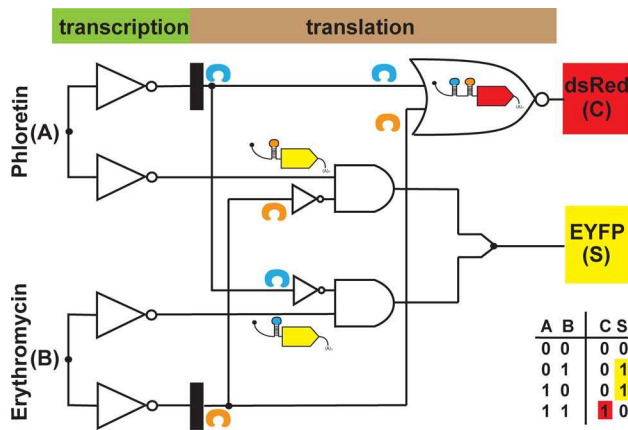 transcription
translation
Phloretin
(A)
dsRed
(C)
(A)ₙ
(A)ₙ
EYFP
(S)
Erythromycin
(B)
(A)ₙ
A B C S
0 0 0 0
0 1 0 1
1 0 0 1
1 1 1 0